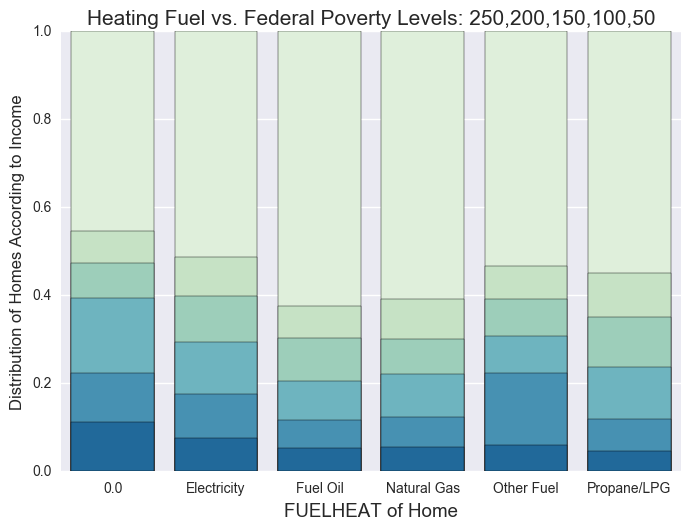 Heating Fuel vs. Federal Poverty Levels: 250,200,150,100,50
Distribution of Homes According to Income
1.0
0.8
0.6
0.4
0.2
0.0
0.0 Electricity Fuel Oil Natural Gas Other Fuel Propane/LPG
FUELHEAT of Home